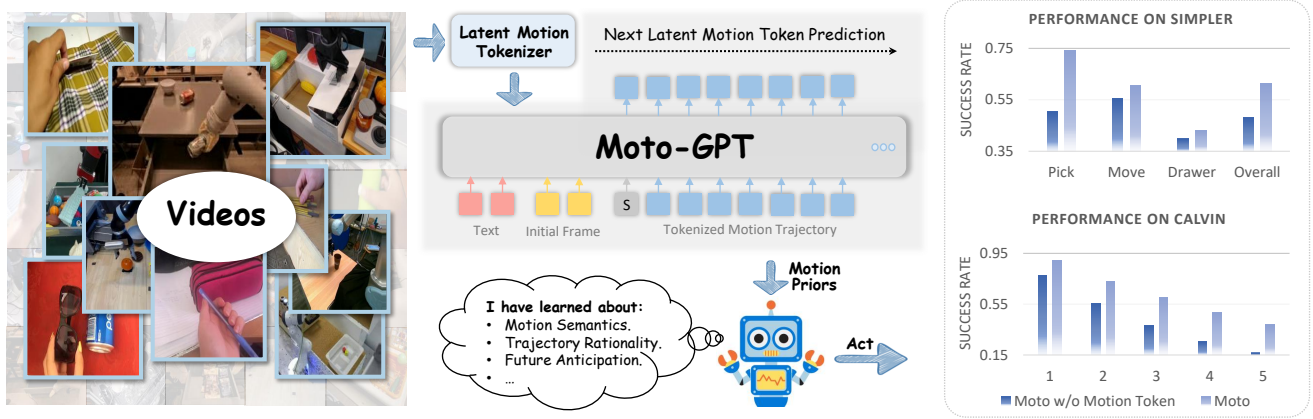 Videos
Latent Motion
Tokenizer
Next Latent Motion Token Prediction
Moto-GPT
S
Text
Initial Frame
Tokenized Motion Trajectory
Motion
Priors
I have learned about:
• Motion Semantics.
• Trajectory Rationality.
• Future Anticipation.
• ...
Act
PERFORMANCE ON SIMPLER
SUCCESS RATE
0.75
0.55
0.35
Pick Move Drawer Overall
PERFORMANCE ON CALVIN
SUCCESS RATE
0.95
0.55
0.15
1 2 3 4 5
Moto w/o Motion Token Moto